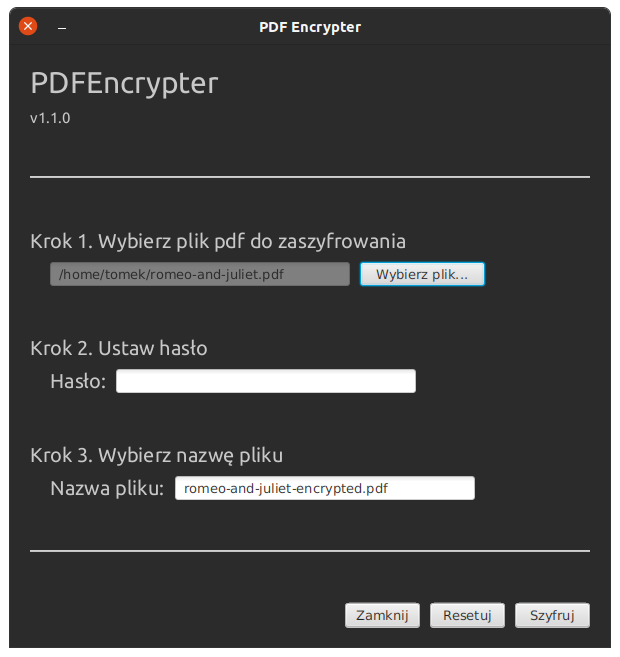 PDF Encrypter
PDFEncrypter
v1.1.0
Krok 1. Wybierz plik pdf do zaszyfrowania
/home/tomek/romeo-and-juliet.pdf Wybierz plik...
Krok 2. Ustaw hasło
Hasło:
Krok 3. Wybierz nazwę pliku
Nazwa pliku: romeo-and-juliet-encrypted.pdf
Zamknij Resetuj Szyfruj